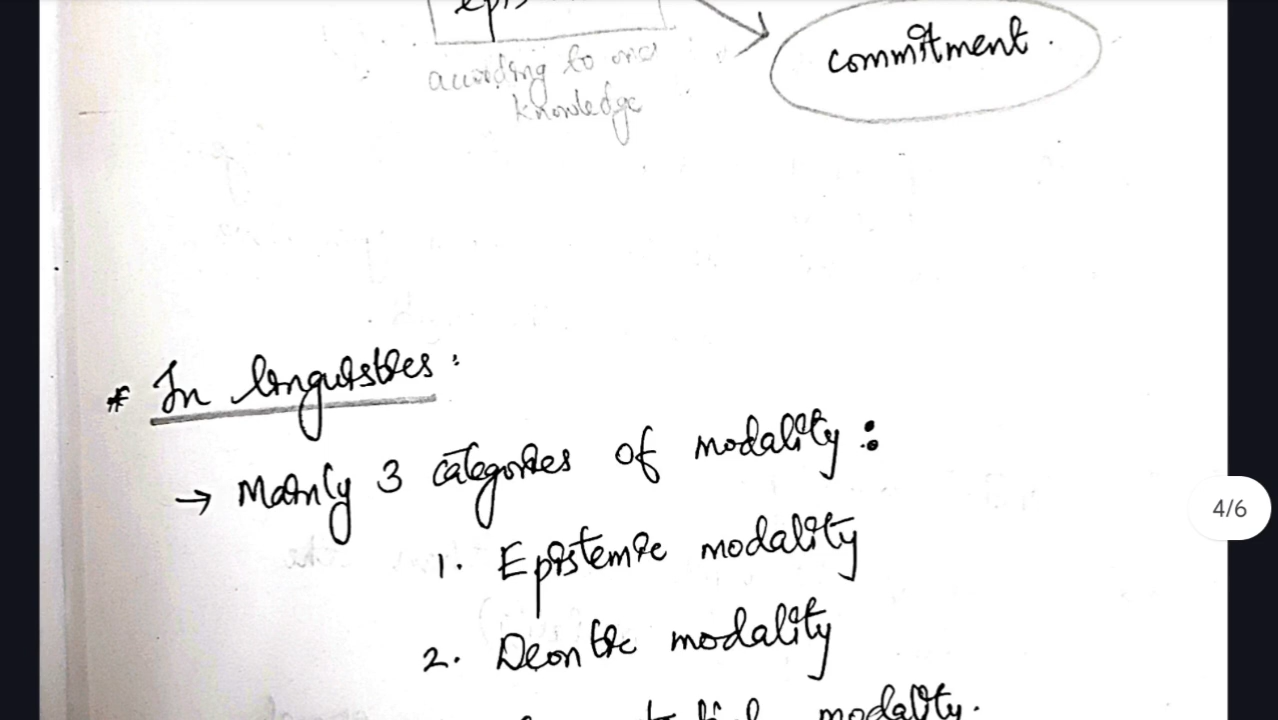 commitment.
according to one's
knowledge
* In linguistics:
→ Mainly 3 categories of modality:
1. Epistemic modality
2. Deontic modality
modality.
4/6